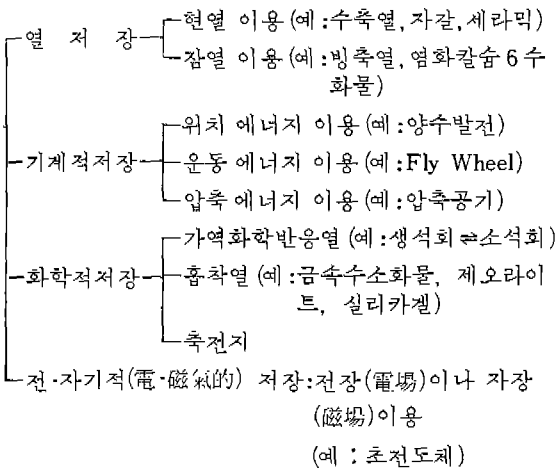 현열 이용 (예 : 수축열, 자갈, 세라믹)
열 저 장
잠열 이용 (예 : 빙축열, 염화칼슘 6 수
화물)
위치 에너지 이용 (예 : 양수발전)
기계적저장
운동 에너지 이용 (예 : Fly Wheel)
압축 에너지 이용 (예 : 압축공기)
가역화학반응열 (예 : 생석회 ⇌ 소석회)
화학적저장
흡착열 (예 : 금속수소화물, 제오라이
트, 실리카겔)
축전지
전·자기적(電·磁氣的) 저장 : 전장(電場)이나 자장
(磁場)이용
(예 : 초전도체)